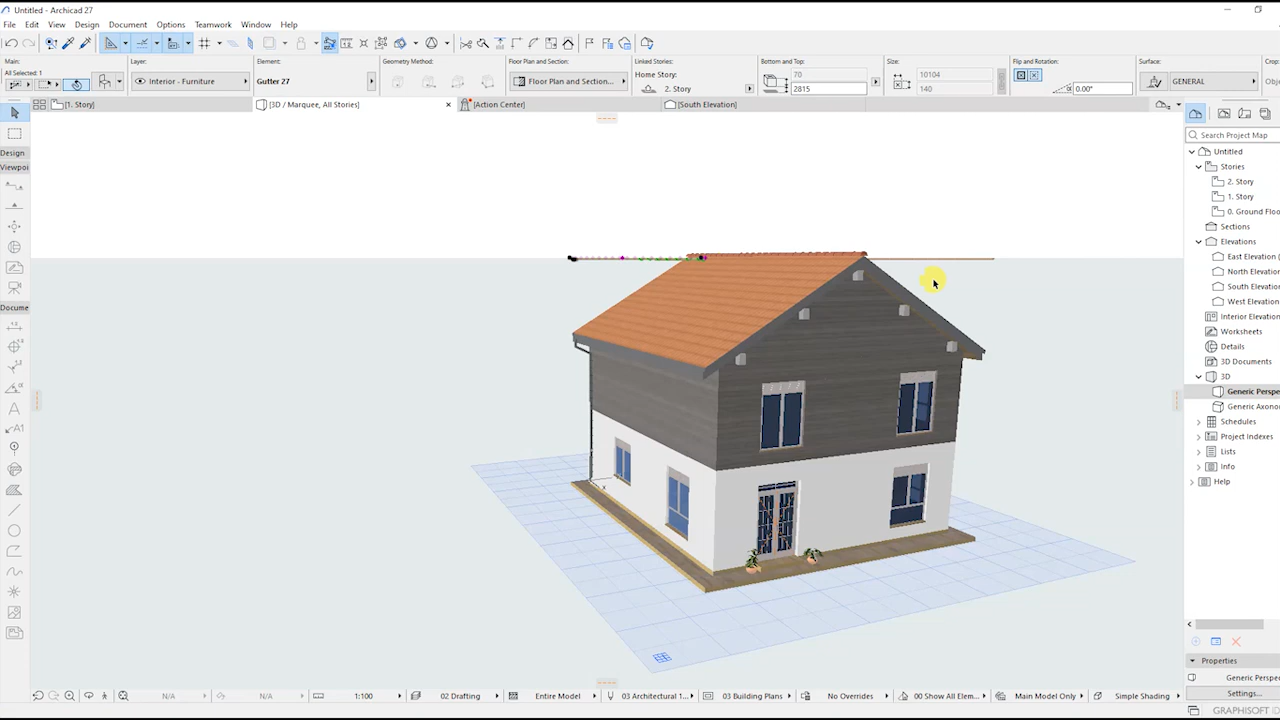 Untitled - Archicad 27
File Edit View Design Document Options Teamwork Window Help
Main:
All Selected: 1
Layer:
Interior - Furniture
Element:
Gutter 27
Geometry Method:
Floor Plan and Section:
Floor Plan and Section...
Linked Stories:
Home Story:
2. Story
Bottom and Top:
70
2815
Size:
10104
140
Flip and Rotation:
0.00°
Surface:
GENERAL
Crop:
Obje
[1. Story]
[3D / Marquee, All Stories]
[Action Center]
[South Elevation]
Design
Viewpoi
Docume
Search Project Map
Untitled
Stories
2. Story
1. Story
0. Ground Floo
Sections
Elevations
East Elevation (
North Elevation
South Elevation
West Elevation
Interior Elevation
Worksheets
Details
3D Documents
3D
Generic Perspe
Generic Axono
Schedules
Project Indexes
Lists
Info
Help
Properties
Generic Perspe
Settings...
N/A
N/A
1:100
02 Drafting
Entire Model
03 Architectural 1...
03 Building Plans
No Overrides
00 Show All Elem...
Main Model Only
Simple Shading
GRAPHISOFT ID